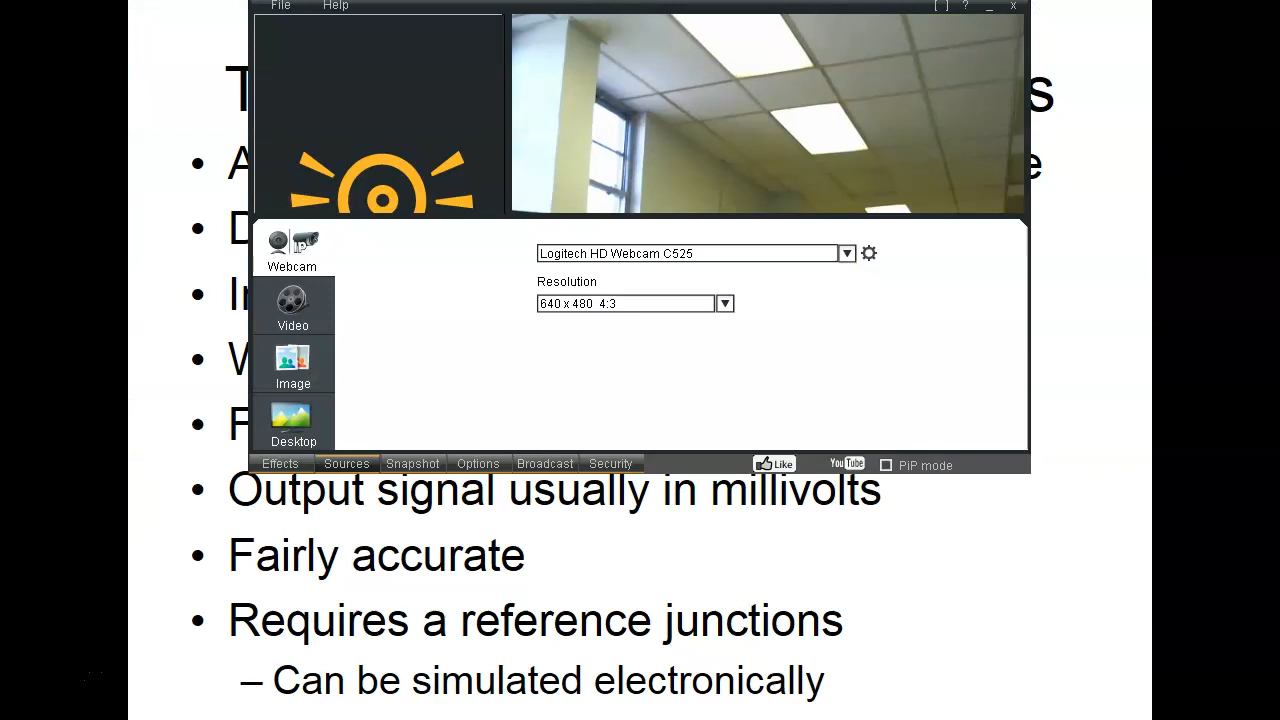 File Help [ ] ? _ x
Logitech HD Webcam C525
Webcam
Resolution
640 x 480 4:3
Video
Image
Desktop
Effects Sources Snapshot Options Broadcast Security Like YouTube PiP mode
• Output signal usually in millivolts
• Fairly accurate
• Requires a reference junctions
– Can be simulated electronically